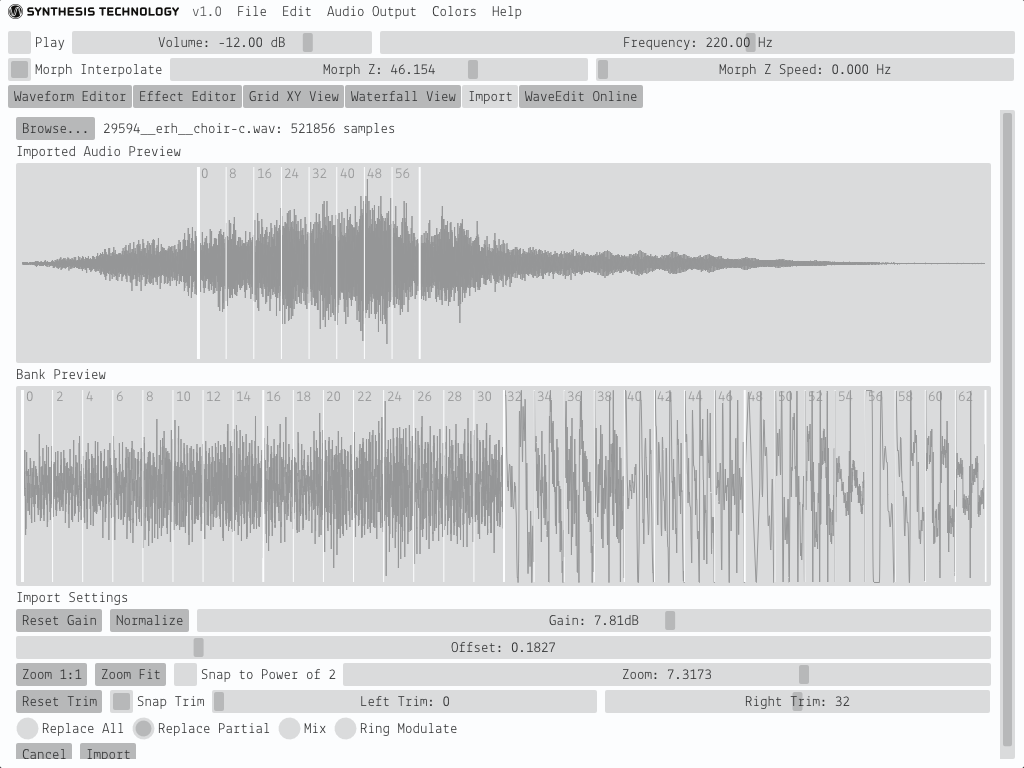 SYNTHESIS TECHNOLOGY v1.0 File Edit Audio Output Colors Help
Play Volume: -12.00 dB Frequency: 220.00 Hz
Morph Interpolate Morph Z: 46.154 Morph Z Speed: 0.000 Hz
Waveform Editor Effect Editor Grid XY View Waterfall View Import WaveEdit Online
Browse... 29594__erh__choir-c.wav: 521856 samples
Imported Audio Preview
0 8 16 24 32 40 48 56
Bank Preview
0 2 4 6 8 10 12 14 16 18 20 22 24 26 28 30 32 34 36 38 40 42 44 46 48 50 52 54 56 58 60 62
Import Settings
Reset Gain Normalize Gain: 7.81dB
Offset: 0.1827
Zoom 1:1 Zoom Fit Snap to Power of 2 Zoom: 7.3173
Reset Trim Snap Trim Left Trim: 0 Right Trim: 32
Replace All Replace Partial Mix Ring Modulate
Cancel Import